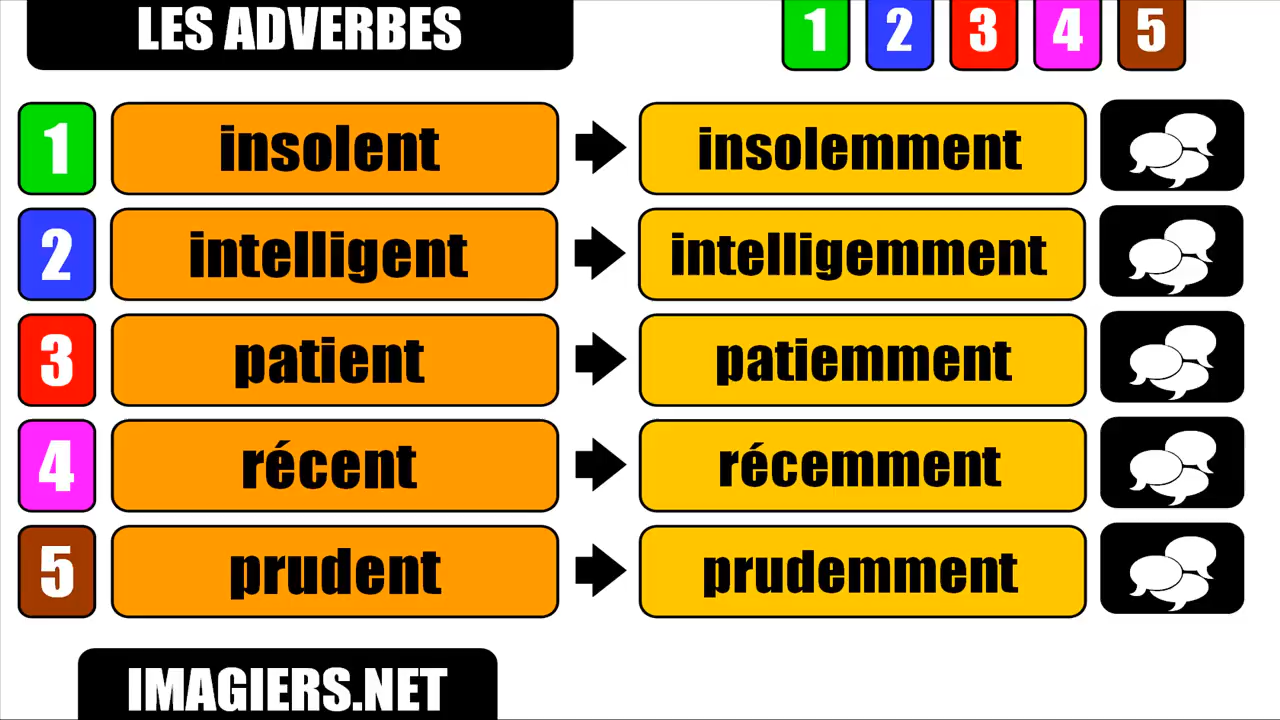 LES ADVERBES
1 2 3 4 5
1 insolent insolemment
2 intelligent intelligemment
3 patient patiemment
4 récent récemment
5 prudent prudemment
IMAGIERS.NET